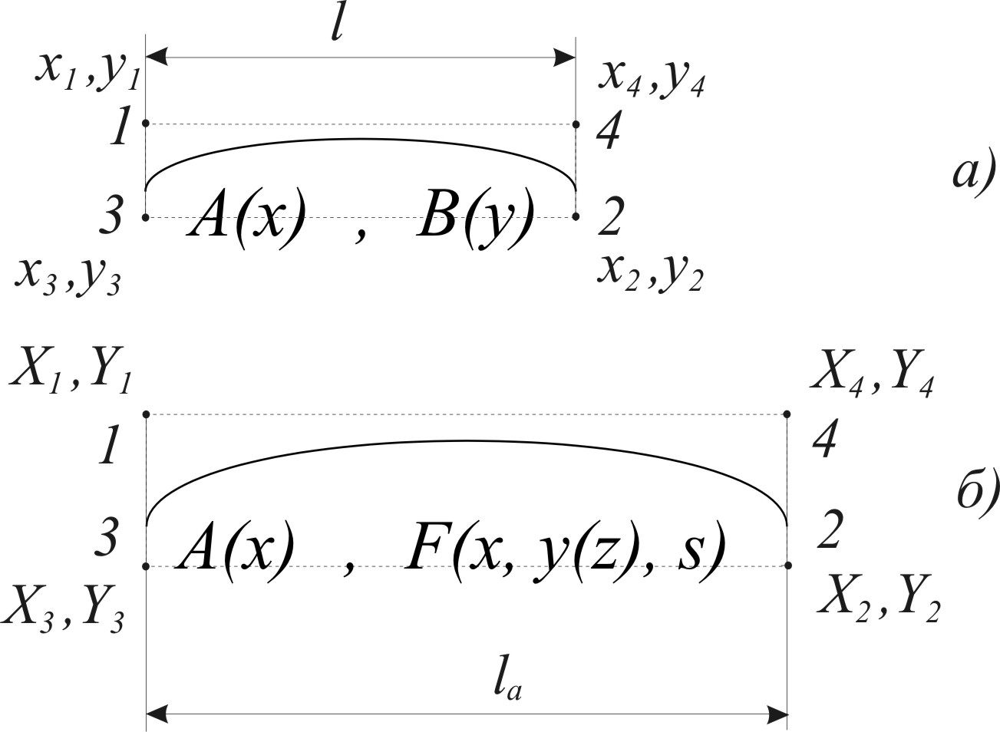 l
x₁,y₁ x₄,y₄
1 4
а)
3 A(x) , B(y) 2
x₃,y₃ x₂,y₂
X₁,Y₁ X₄,Y₄
1 4
б)
3 A(x) , F(x, y(z), s) 2
X₃,Y₃ X₂,Y₂
lₐ